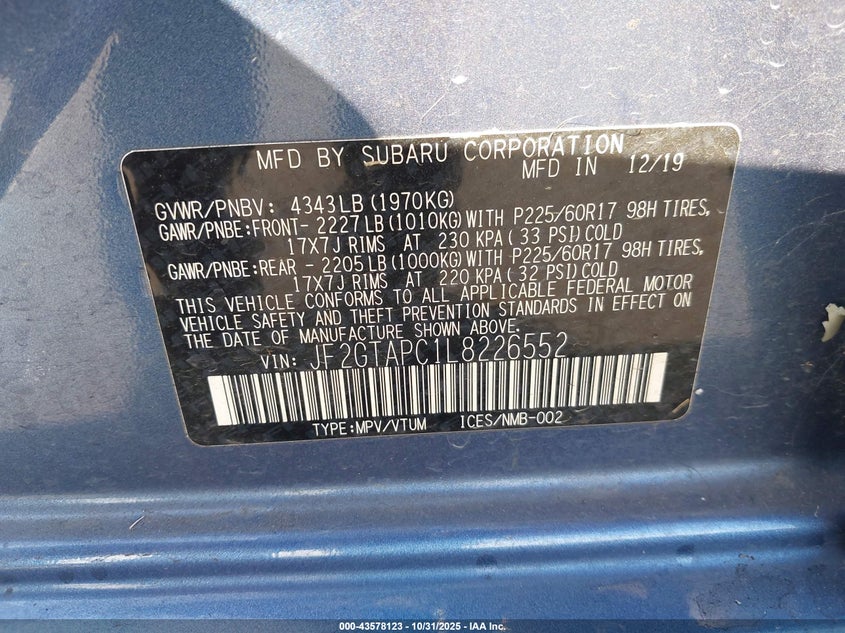 MFD BY SUBARU CORPORATION
MFD IN 12/19
GVWR/PNBV: 4343LB(1970KG)
GAWR/PNBE:FRONT- 2227LB(1010KG)WITH P225/60R17 98H TIRES,
17X7J RIMS AT 230 KPA( 33 PSI)COLD
GAWR/PNBE:REAR - 2205LB(1000KG)WITH P225/60R17 98H TIRES,
17X7J RIMS AT 220 KPA( 32 PSI)COLD
THIS VEHICLE CONFORMS TO ALL APPLICABLE FEDERAL MOTOR
VEHICLE SAFETY AND THEFT PREVENTION STANDARDS IN EFFECT ON
THE DATE OF MANUFACTURE SHOWN ABOVE.
VIN: JF2GTAPC1L8226552
TYPE:MPV/VTUM ICES/NMB-002
000-43578123 - 10/31/2025 - IAA Inc.